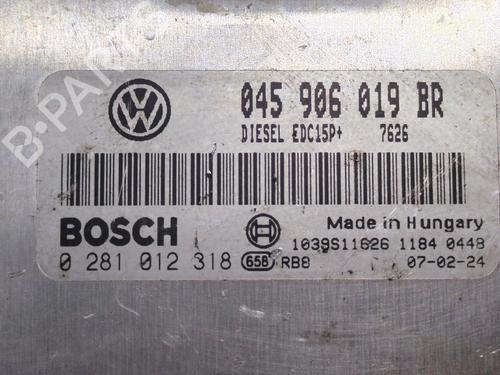 B-PARTS
VW
045 906 019 BR
DIESEL EDC15P+ 7626
BOSCH
Made in Hungary
1039S11626 1184 0448
0 281 012 318 658 RB8 07-02-24